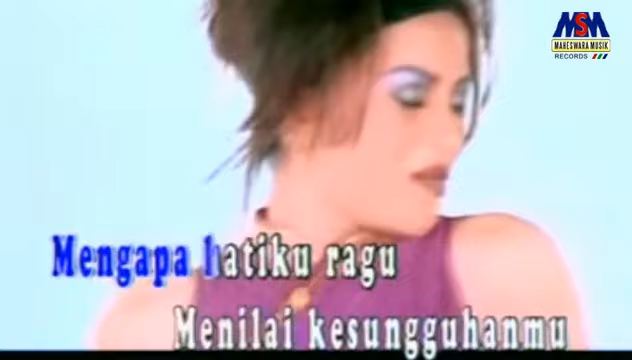 MSM
MAHESWARA MUSIK
RECORDS
Mengapa hatiku ragu
Menilai kesungguhanmu